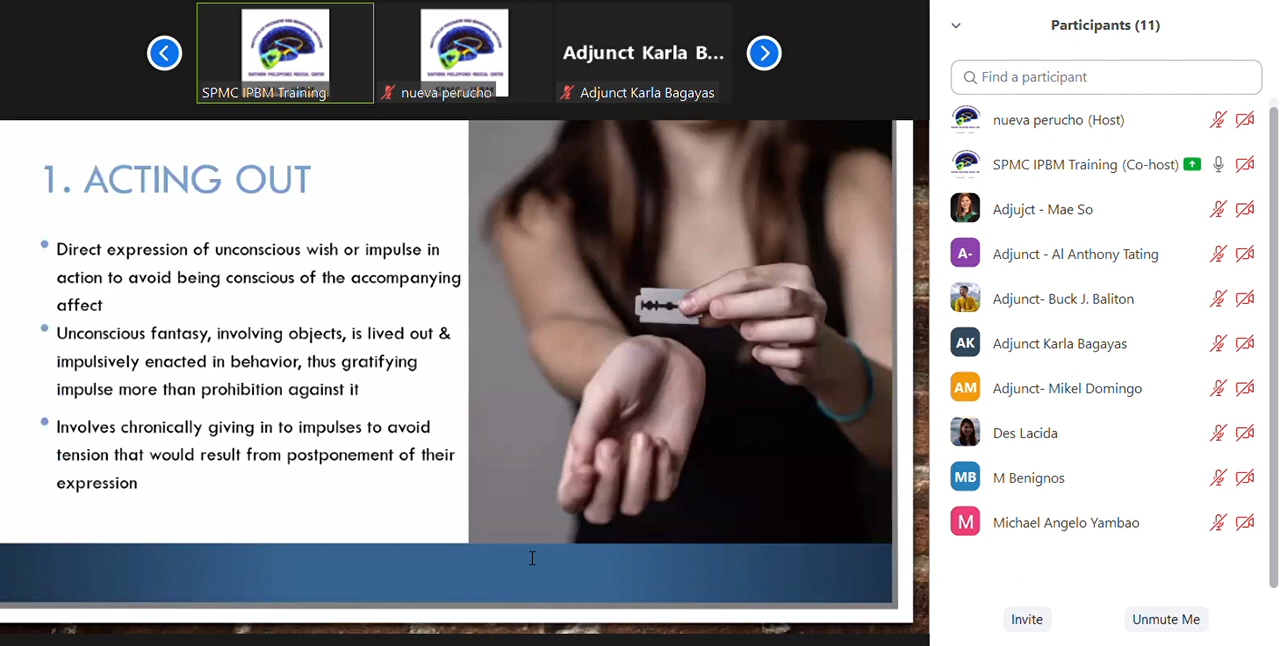 SPMC IPBM Training
nueva perucho
Adjunct Karla B...
Adjunct Karla Bagayas
1. ACTING OUT
Direct expression of unconscious wish or impulse in
action to avoid being conscious of the accompanying
affect
Unconscious fantasy, involving objects, is lived out &
impulsively enacted in behavior, thus gratifying
impulse more than prohibition against it
Involves chronically giving in to impulses to avoid
tension that would result from postponement of their
expression
Participants (11)
Find a participant
nueva perucho (Host)
SPMC IPBM Training (Co-host)
Adjujct - Mae So
A-
Adjunct - Al Anthony Tating
Adjunct- Buck J. Baliton
AK
Adjunct Karla Bagayas
AM
Adjunct- Mikel Domingo
Des Lacida
MB
M Benignos
M
Michael Angelo Yambao
Invite
Unmute Me